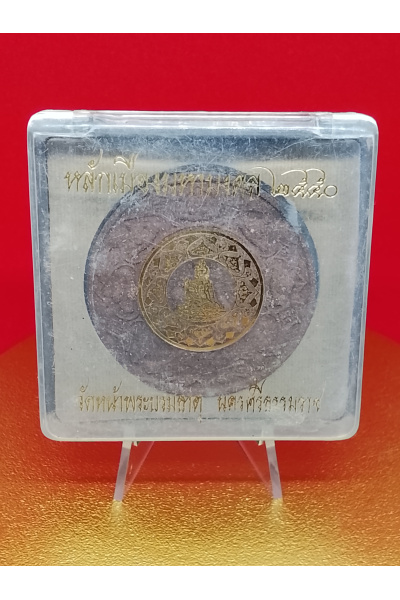 หลักเมืองมหามงคล ๒๕๕๐
วัดหน้าพระบรมธาตุ นครศรีธรรมราช